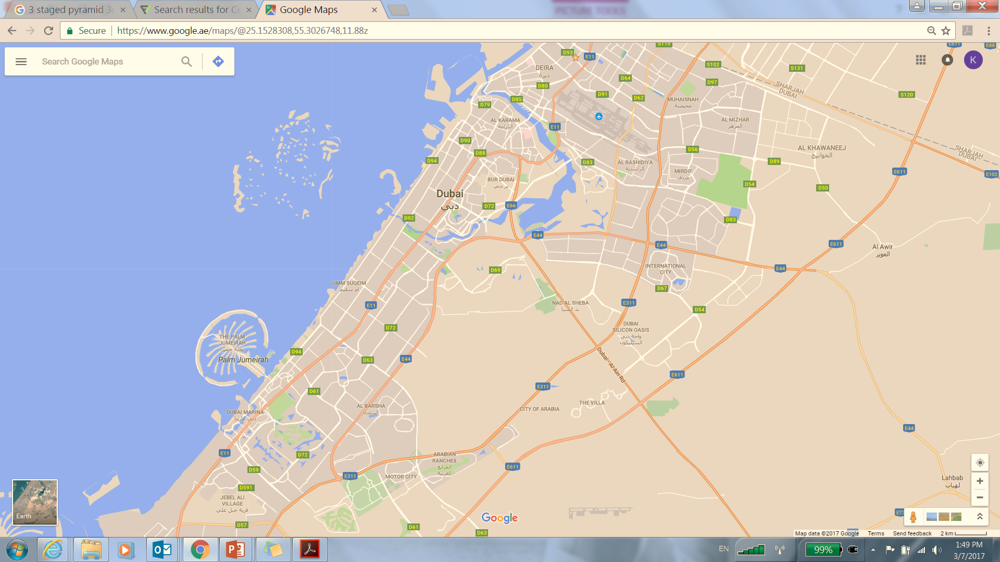 3 staged pyramid 3d
Search results for Ce
Google Maps
PICTURE TOOLS
Secure
https://www.google.ae/maps/@25.1528308,55.3026748,11.88z
Search Google Maps
K
D93
E11
S119
E611
E88
DEIRA
ديرة
D80
D64
S102
D97
S131
SHARJAH
DUBAI
S120
D85
D79
D91
D62
MUHAISNAH
محيصنة
AL KARAMA
الكرامة
E11
AL MIZHAR
المزهر
D90
D88
D94
D83
D56
AL RASHIDIYA
الراشدية
MIRDIF
مردف
AL KHAWANEEJ
الخوانيج
D89
SHARJAH
DUBAI
E611
E102
BUR DUBAI
بر دبي
D54
D50
Dubai
دبي
D72
E66
D92
D83
E44
E44
E611
Al Awir
العوير
D69
INTERNATIONAL
CITY
E44
UMM SUQEIM
أم سقيم
D67
E11
NAD AL SHEBA
ند الشبا
E311
D54
D72
DUBAI
SILICON OASIS
واحة دبي
السيليكون
THE PALM
JUMEIRAH
نخلة جميرا
Palm Jumeirah
D94
D63
E44
Dubai - Al Ain Rd
E611
E311
D61
AL BARSHA
البرشاء
CITY OF ARABIA
THE VILLA
DUBAI MARINA
دبي مارينا
E44
E11
D72
ARABIAN
RANCHES
المرابع
العربية
E611
D59
E311
MOTOR CITY
Lahbab
لهباب
D591
JEBEL ALI
VILLAGE
قرية جبل علي
D57
D61
D63
E77
Earth
Google
Map data ©2017 Google
Terms
Send feedback
2 km
EN
99%
1:49 PM
3/7/2017